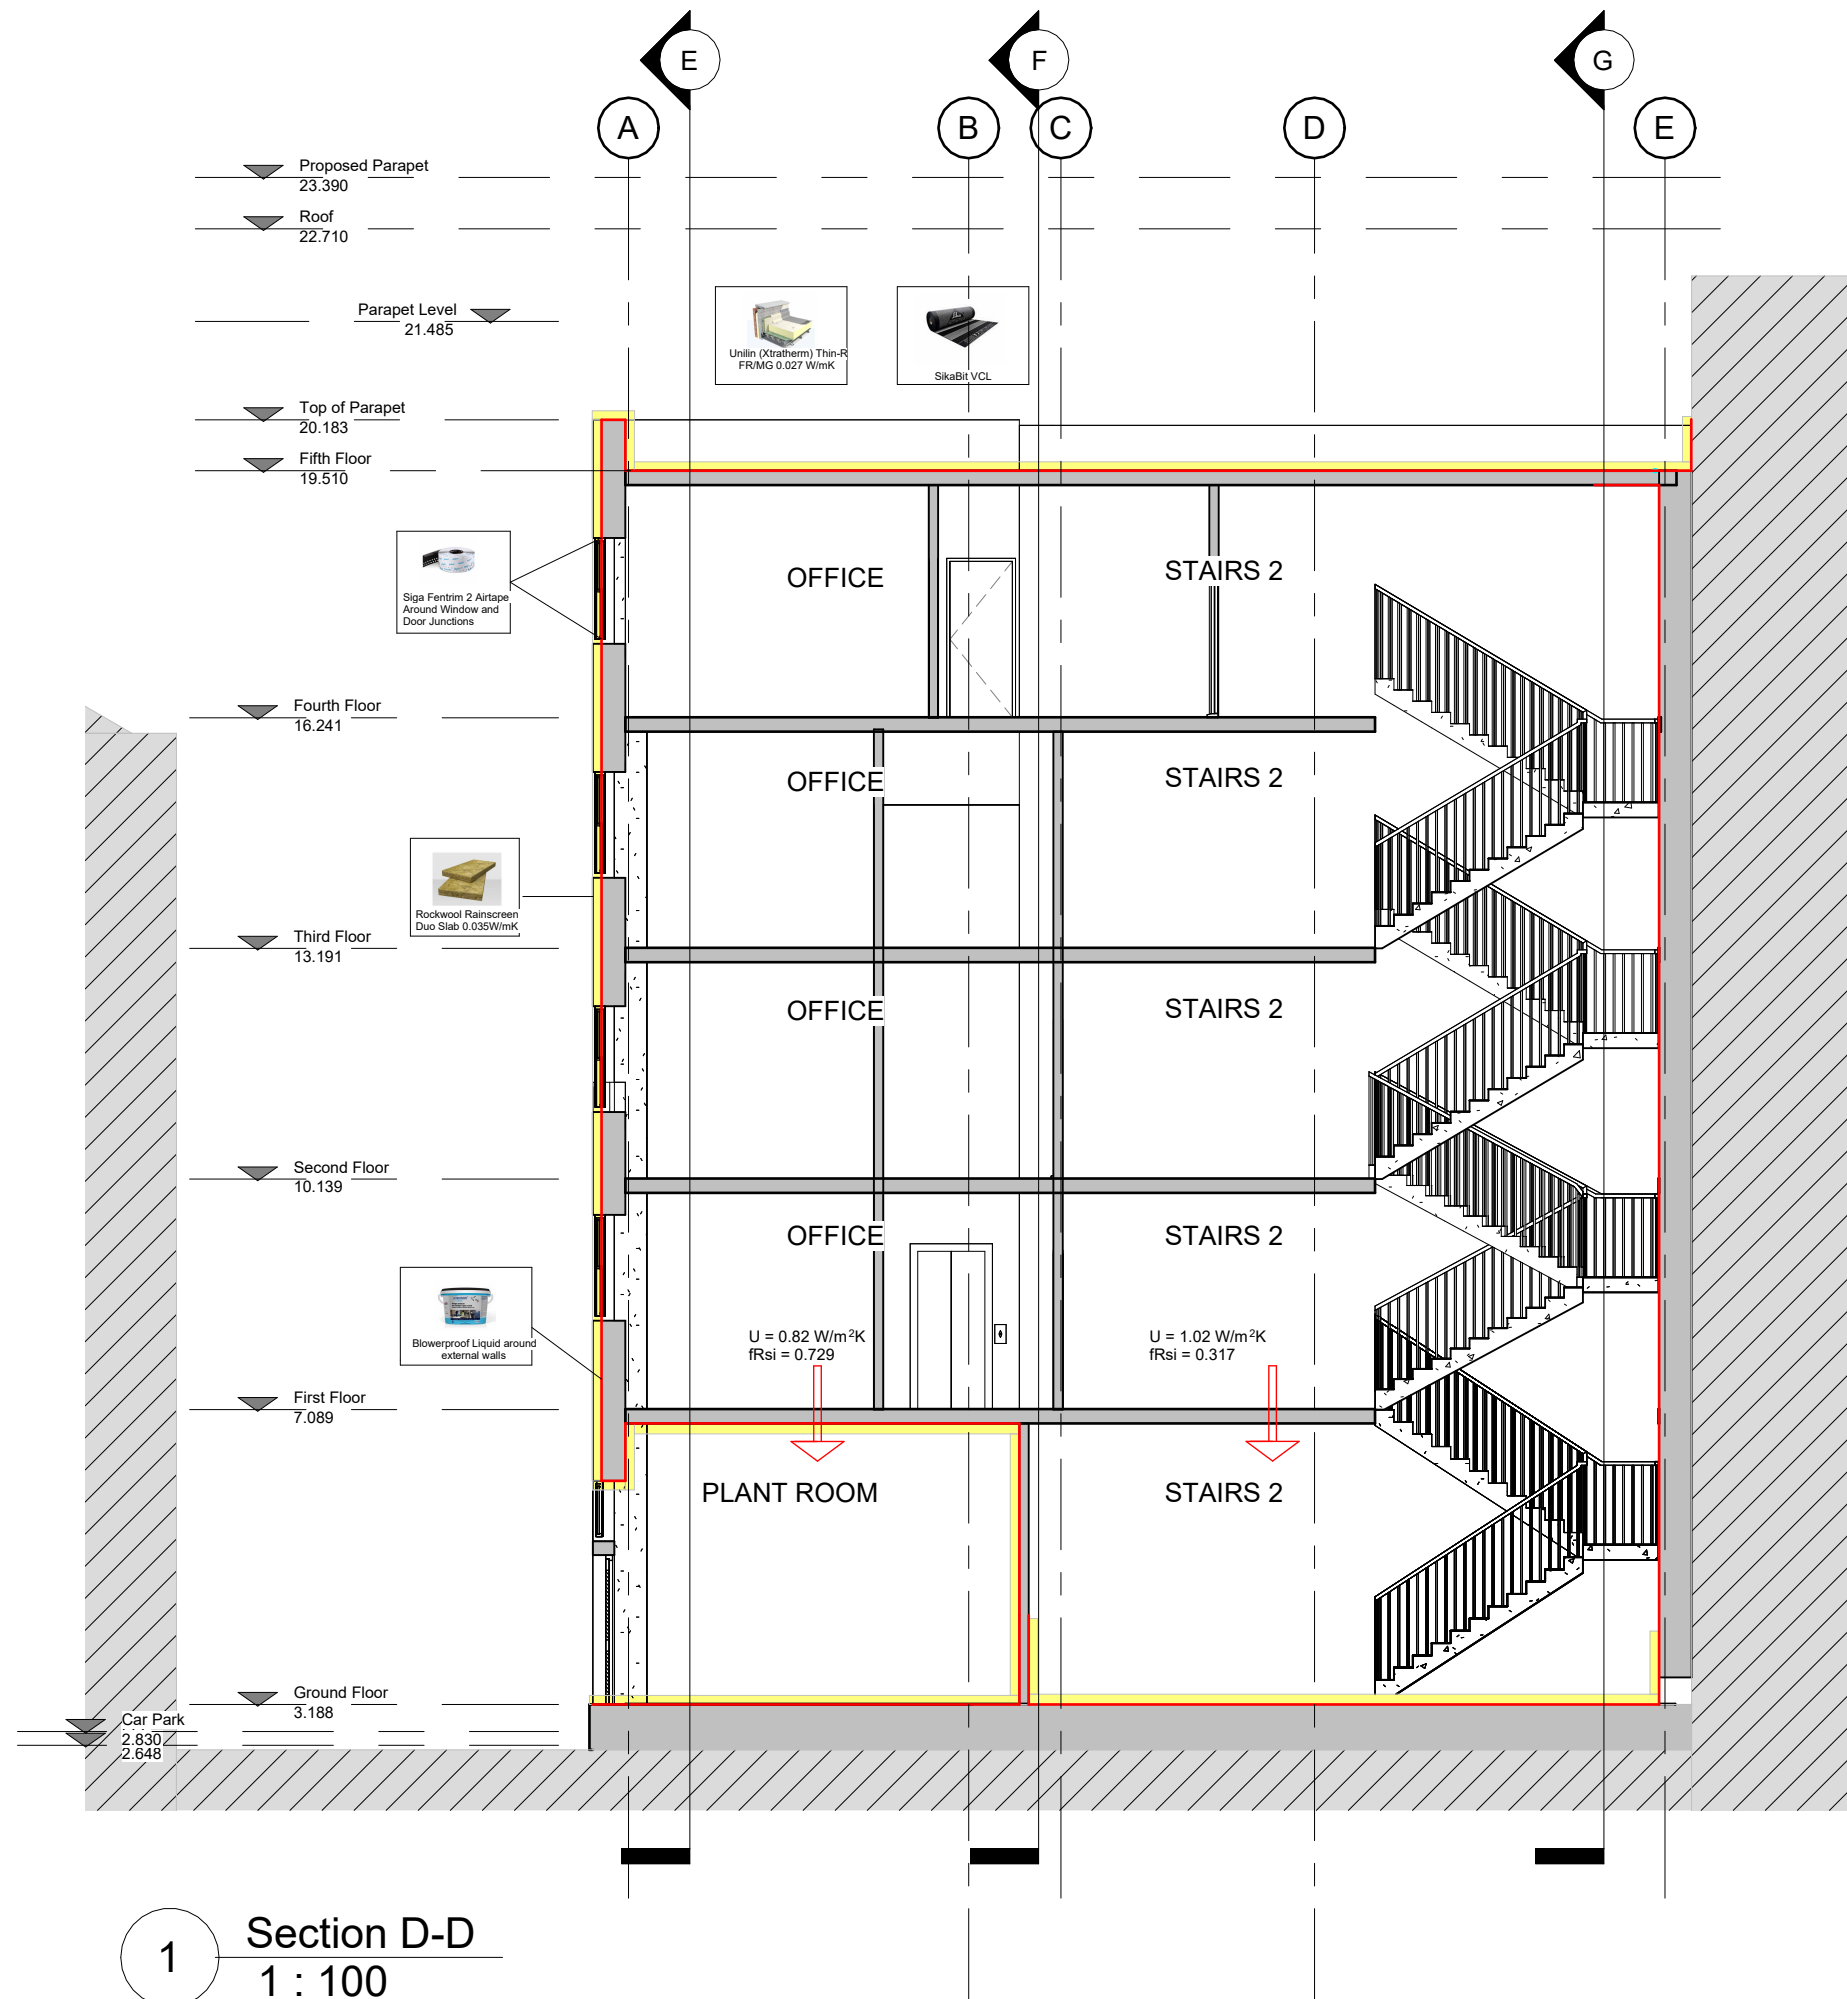 E
F
G
A
B
C
D
E
Proposed Parapet
23.390
Roof
22.710
Parapet Level
21.485
Unilin (Xtratherm) Thin-R
FR/MG 0.027 W/mK
SikaBit VCL
Top of Parapet
20.183
Fifth Floor
19.510
Siga Fentrim 2 Airtape
Around Window and
Door Junctions
OFFICE
STAIRS 2
Fourth Floor
16.241
OFFICE
STAIRS 2
Rockwool Rainscreen
Duo Slab 0.035W/mK
Third Floor
13.191
OFFICE
STAIRS 2
Second Floor
10.139
OFFICE
STAIRS 2
Blowerproof Liquid around
external walls
U = 0.82 W/m²K
fRsi = 0.729
U = 1.02 W/m²K
fRsi = 0.317
First Floor
7.089
PLANT ROOM
STAIRS 2
Ground Floor
3.188
Car Park
2.830
2.648
1
Section D-D
1 : 100